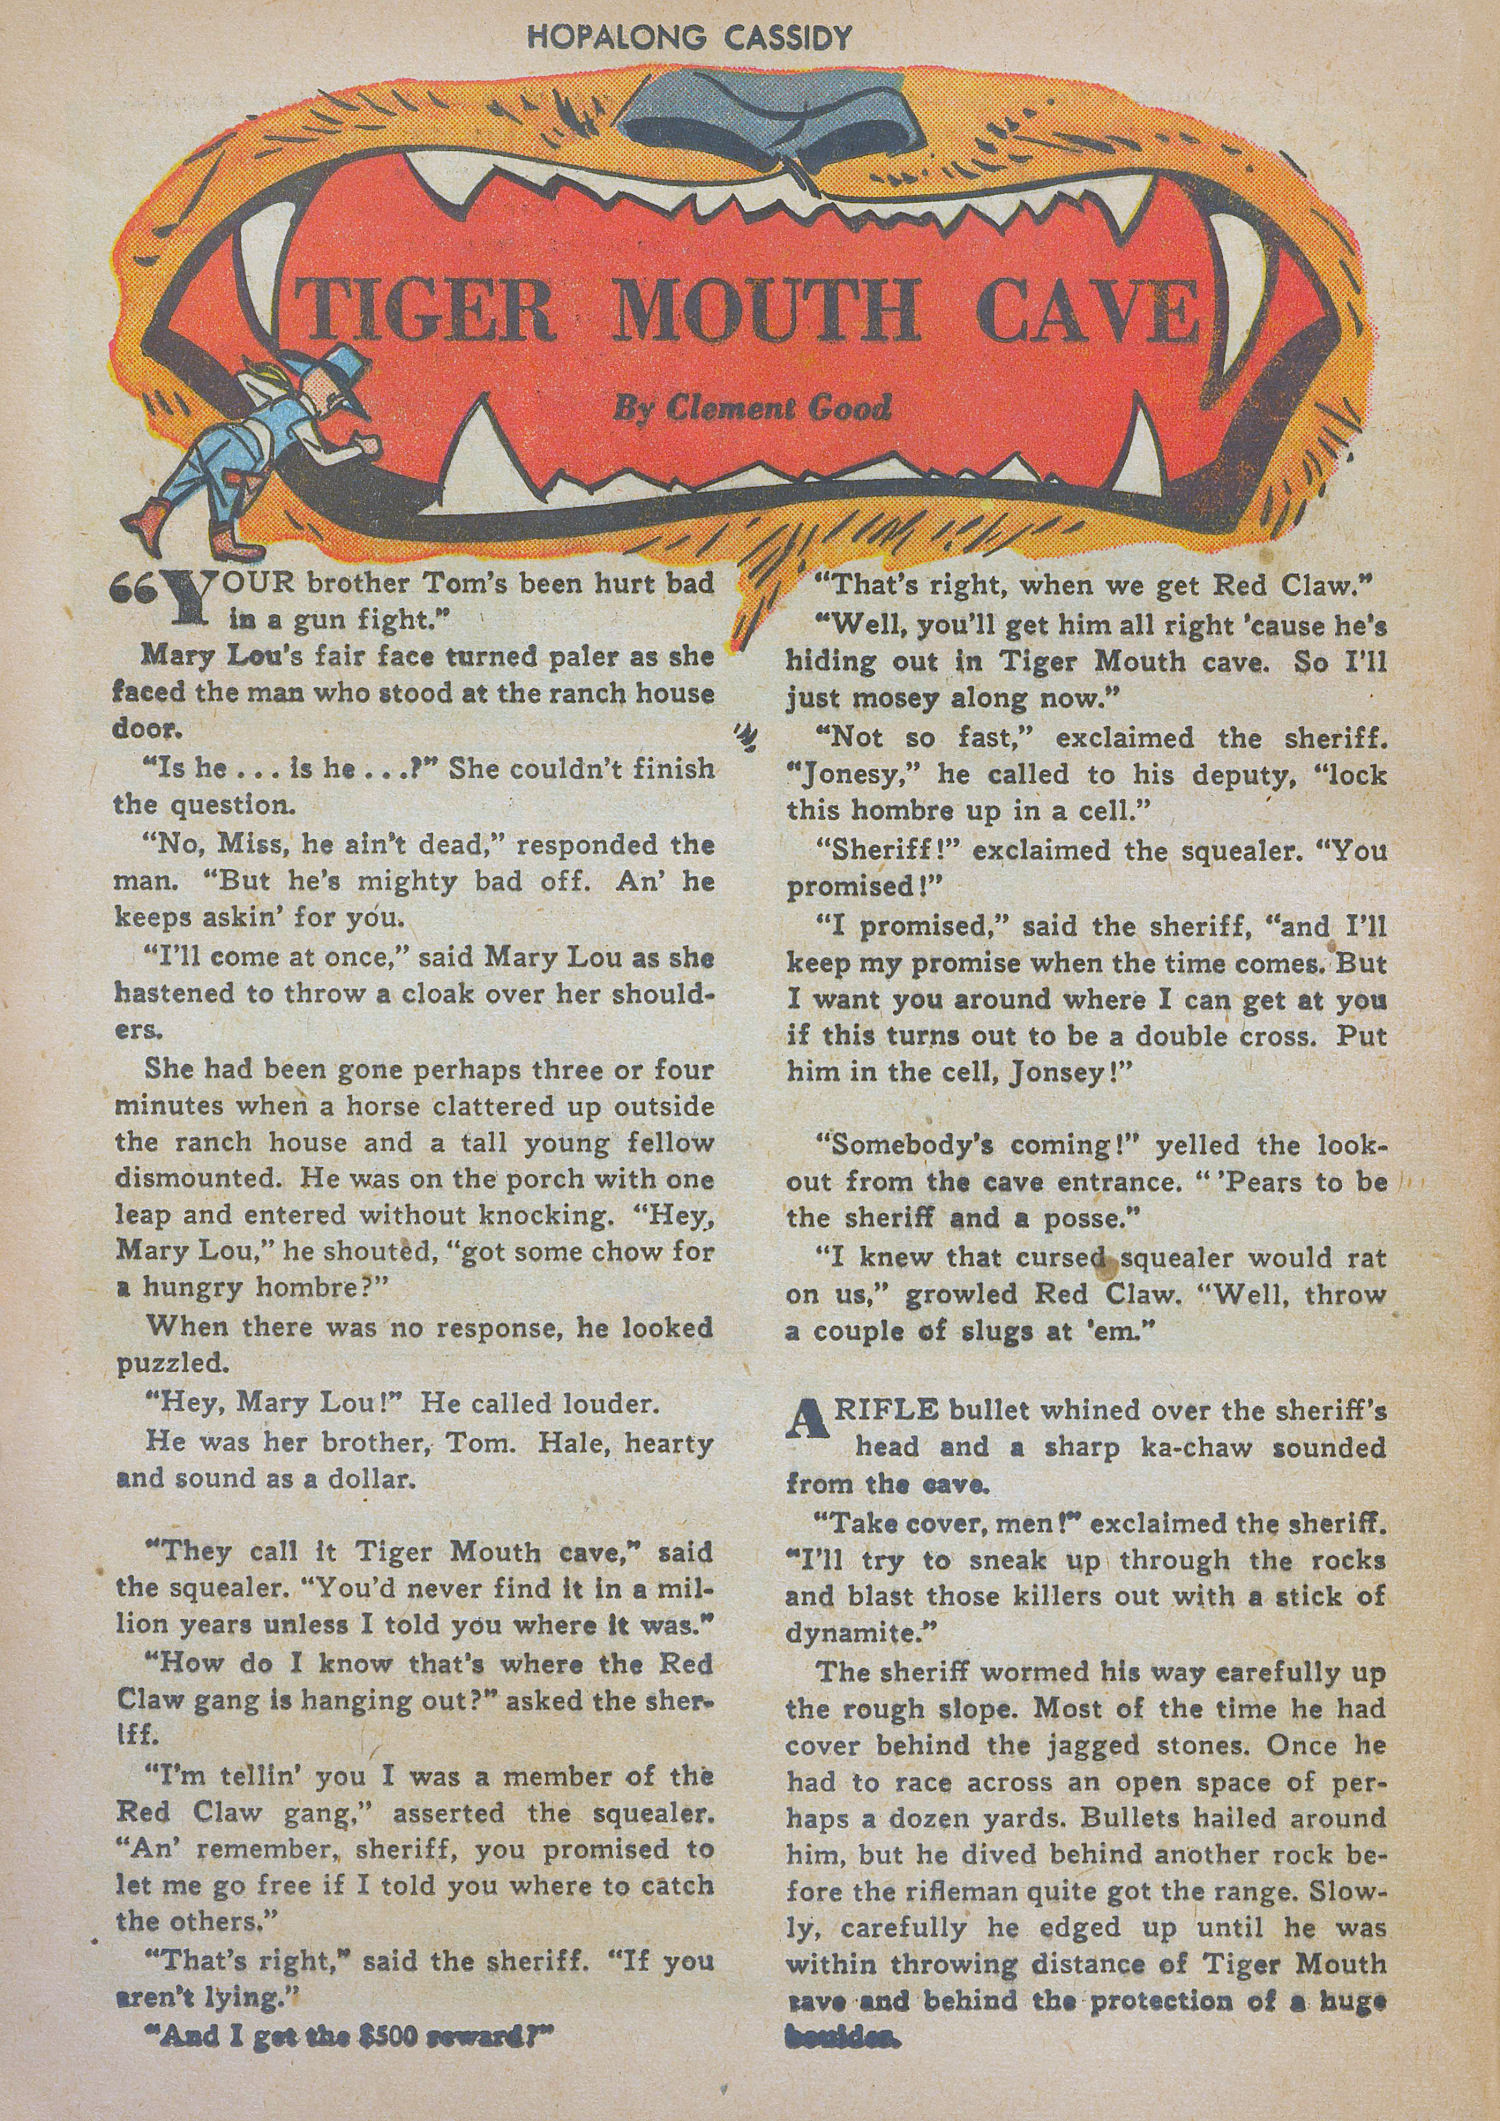 HOPALONG CASSIDY
TIGER MOUTH CAVE
By Clement Good
“YOUR brother Tom's been hurt bad
in a gun fight.”
Mary Lou's fair face turned paler as she
faced the man who stood at the ranch house
door.
“Is he . . . is he . . .?” She couldn't finish
the question.
“No, Miss, he ain't dead,” responded the
man. “But he's mighty bad off. An' he
keeps askin' for you.
“I'll come at once,” said Mary Lou as she
hastened to throw a cloak over her should-
ers.
She had been gone perhaps three or four
minutes when a horse clattered up outside
the ranch house and a tall young fellow
dismounted. He was on the porch with one
leap and entered without knocking. “Hey,
Mary Lou,” he shouted, “got some chow for
a hungry hombre?”
When there was no response, he looked
puzzled.
“Hey, Mary Lou!” He called louder.
He was her brother, Tom. Hale, hearty
and sound as a dollar.
“They call it Tiger Mouth cave,” said
the squealer. “You'd never find it in a mil-
lion years unless I told you where it was.”
“How do I know that's where the Red
Claw gang is hanging out?” asked the sher-
iff.
“I'm tellin' you I was a member of the
Red Claw gang,” asserted the squealer.
“An' remember, sheriff, you promised to
let me go free if I told you where to catch
the others.”
“That's right,” said the sheriff. “If you
aren't lying.”
“And I get the $500 reward?”
“That's right, when we get Red Claw.”
“Well, you'll get him all right 'cause he's
hiding out in Tiger Mouth cave. So I'll
just mosey along now.”
“Not so fast,” exclaimed the sheriff.
“Jonesy,” he called to his deputy, “lock
this hombre up in a cell.”
“Sheriff!” exclaimed the squealer. “You
promised!”
“I promised,” said the sheriff, “and I'll
keep my promise when the time comes. But
I want you around where I can get at you
if this turns out to be a double cross. Put
him in the cell, Jonsey!”
“Somebody's coming!” yelled the look-
out from the cave entrance. “ 'Pears to be
the sheriff and a posse.”
“I knew that cursed squealer would rat
on us,” growled Red Claw. “Well, throw
a couple of slugs at 'em.”
A RIFLE bullet whined over the sheriff's
head and a sharp ka-chaw sounded
from the cave.
“Take cover, men!” exclaimed the sheriff.
“I'll try to sneak up through the rocks
and blast those killers out with a stick of
dynamite.”
The sheriff wormed his way carefully up
the rough slope. Most of the time he had
cover behind the jagged stones. Once he
had to race across an open space of per-
haps a dozen yards. Bullets hailed around
him, but he dived behind another rock be-
fore the rifleman quite got the range. Slow-
ly, carefully he edged up until he was
within throwing distance of Tiger Mouth
cave and behind the protection of a huge
boulder.